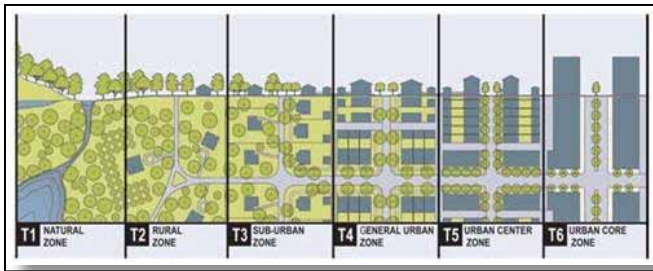 T1 NATURAL
ZONE
T2 RURAL
ZONE
T3 SUB-URBAN
ZONE
T4 GENERAL URBAN
ZONE
T5 URBAN CENTER
ZONE
T6 URBAN CORE
ZONE